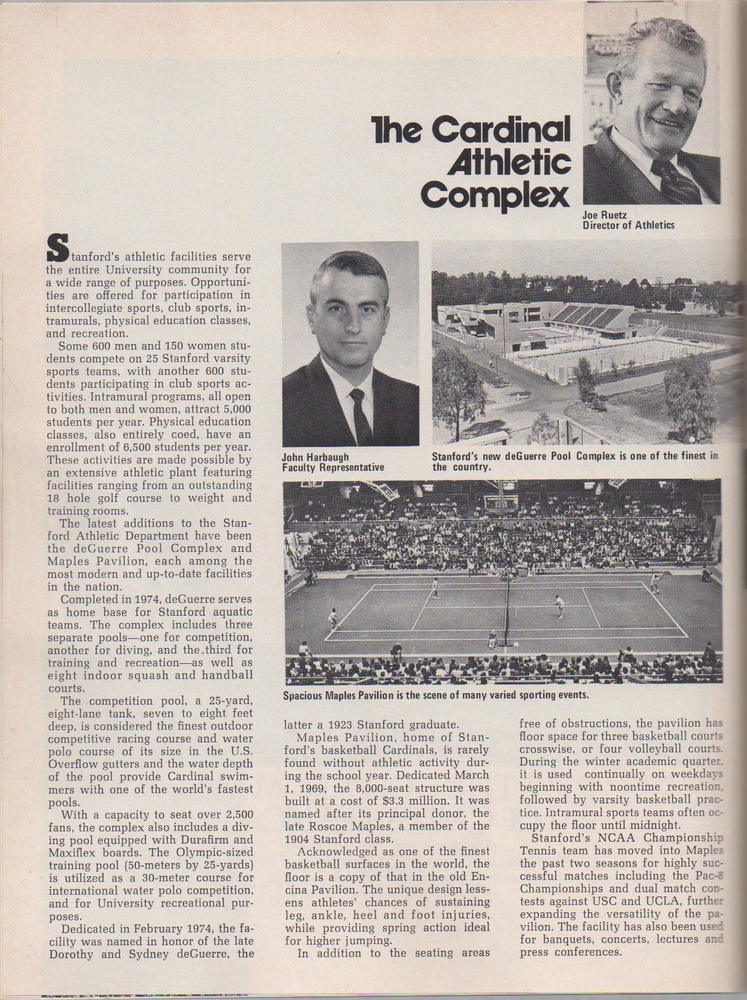 The Cardinal
Athletic
Complex
Joe Ruetz
Director of Athletics
Stanford's athletic facilities serve
the entire University community for
a wide range of purposes. Opportuni-
ties are offered for participation in
intercollegiate sports, club sports, in-
tramurals, physical education classes,
and recreation.
Some 600 men and 150 women stu-
dents compete on 25 Stanford varsity
sports teams, with another 600 stu-
dents participating in club sports ac-
tivities. Intramural programs, all open
to both men and women, attract 5,000
students per year. Physical education
classes, also entirely coed, have an
enrollment of 6,500 students per year.
These activities are made possible by
an extensive athletic plant featuring
facilities ranging from an outstanding
18 hole golf course to weight and
training rooms.
The latest additions to the Stan-
ford Athletic Department have been
the deGuerre Pool Complex and
Maples Pavilion, each among the
most modern and up-to-date facilities
in the nation.
Completed in 1974, deGuerre serves
as home base for Stanford aquatic
teams. The complex includes three
separate pools—one for competition,
another for diving, and the third for
training and recreation—as well as
eight indoor squash and handball
courts.
The competition pool, a 25-yard,
eight-lane tank, seven to eight feet
deep, is considered the finest outdoor
competitive racing course and water
polo course of its size in the U.S.
Overflow gutters and the water depth
of the pool provide Cardinal swim-
mers with one of the world's fastest
pools.
With a capacity to seat over 2,500
fans, the complex also includes a div-
ing pool equipped with Durafirm and
Maxiflex boards. The Olympic-sized
training pool (50-meters by 25-yards)
is utilized as a 30-meter course for
international water polo competition,
and for University recreational pur-
poses.
Dedicated in February 1974, the fa-
cility was named in honor of the late
Dorothy and Sydney deGuerre, the
John Harbaugh
Faculty Representative
Stanford's new deGuerre Pool Complex is one of the finest in
the country.
Spacious Maples Pavilion is the scene of many varied sporting events.
latter a 1923 Stanford graduate.
Maples Pavilion, home of Stan-
ford's basketball Cardinals, is rarely
found without athletic activity dur-
ing the school year. Dedicated March
1, 1969, the 8,000-seat structure was
built at a cost of $3.3 million. It was
named after its principal donor, the
late Roscoe Maples, a member of the
1904 Stanford class.
Acknowledged as one of the finest
basketball surfaces in the world, the
floor is a copy of that in the old En-
cina Pavilion. The unique design less-
ens athletes' chances of sustaining
leg, ankle, heel and foot injuries,
while providing spring action ideal
for higher jumping.
In addition to the seating areas
free of obstructions, the pavilion has
floor space for three basketball courts
crosswise, or four volleyball courts.
During the winter academic quarter,
it is used continually on weekdays
beginning with noontime recreation,
followed by varsity basketball prac-
tice. Intramural sports teams often oc-
cupy the floor until midnight.
Stanford's NCAA Championship
Tennis team has moved into Maples
the past two seasons for highly suc-
cessful matches including the Pac-8
Championships and dual match con-
tests against USC and UCLA, further
expanding the versatility of the pa-
vilion. The facility has also been used
for banquets, concerts, lectures and
press conferences.